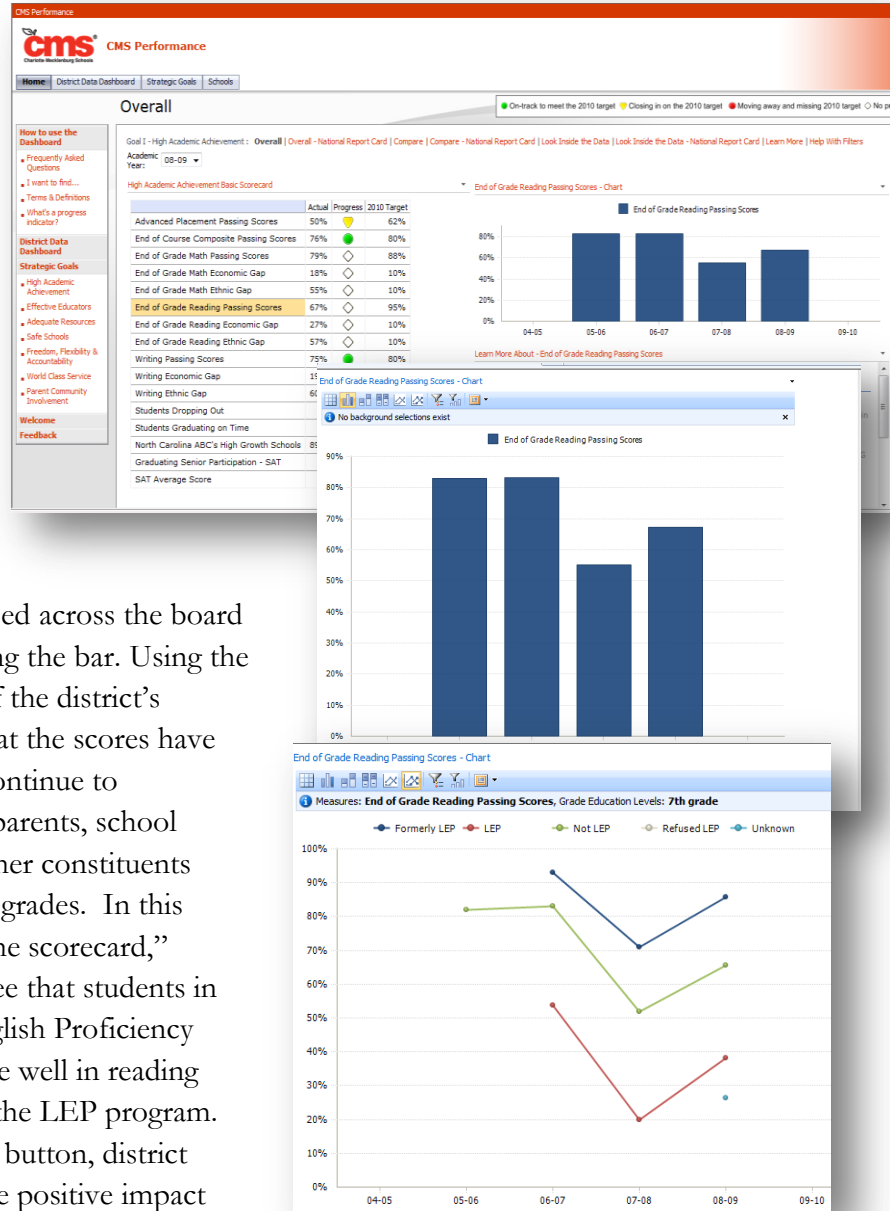 CMS Performance
cms
Charlotte-Mecklenburg Schools
CMS Performance
Home District Data Dashboard Strategic Goals Schools
Overall
On-track to meet the 2010 target Closing in on the 2010 target Moving away and missing 2010 target No pr
How to use the Dashboard
Frequently Asked Questions
I want to find...
Terms & Definitions
What's a progress indicator?
District Data Dashboard
Strategic Goals
High Academic Achievement
Effective Educators
Adequate Resources
Safe Schools
Freedom, Flexibility & Accountability
World Class Service
Parent Community Involvement
Welcome
Feedback
Goal I - High Academic Achievement : Overall | Overall - National Report Card | Compare | Compare - National Report Card | Look Inside the Data | Look Inside the Data - National Report Card | Learn More | Help With Filters
Academic Year: 08-09
High Academic Achievement Basic Scorecard
Actual Progress 2010 Target
Advanced Placement Passing Scores 50% 62%
End of Course Composite Passing Scores 76% 80%
End of Grade Math Passing Scores 79% 88%
End of Grade Math Economic Gap 18% 10%
End of Grade Math Ethnic Gap 55% 10%
End of Grade Reading Passing Scores 67% 95%
End of Grade Reading Economic Gap 27% 10%
End of Grade Reading Ethnic Gap 57% 10%
Writing Passing Scores 75% 80%
Writing Economic Gap 19
Writing Ethnic Gap 60
Students Dropping Out
Students Graduating on Time
North Carolina ABC's High Growth Schools 89
Graduating Senior Participation - SAT
SAT Average Score
End of Grade Reading Passing Scores - Chart
End of Grade Reading Passing Scores
80%
60%
40%
20%
0%
04-05 05-06 06-07 07-08 08-09 09-10
Learn More About - End of Grade Reading Passing Scores
End of Grade Reading Passing Scores - Chart
No background selections exist x
End of Grade Reading Passing Scores
90%
80%
70%
60%
50%
40%
30%
20%
10%
0%
ed across the board
ng the bar. Using the
f the district's
at the scores have
ontinue to
parents, school
ner constituents
grades. In this
ne scorecard,"
ee that students in
glish Proficiency
e well in reading
the LEP program.
button, district
e positive impact
End of Grade Reading Passing Scores - Chart
Measures: End of Grade Reading Passing Scores, Grade Education Levels: 7th grade
Formerly LEP LEP Not LEP Refused LEP Unknown
100%
90%
80%
70%
60%
50%
40%
30%
20%
10%
0%
04-05 05-06 06-07 07-08 08-09 09-10